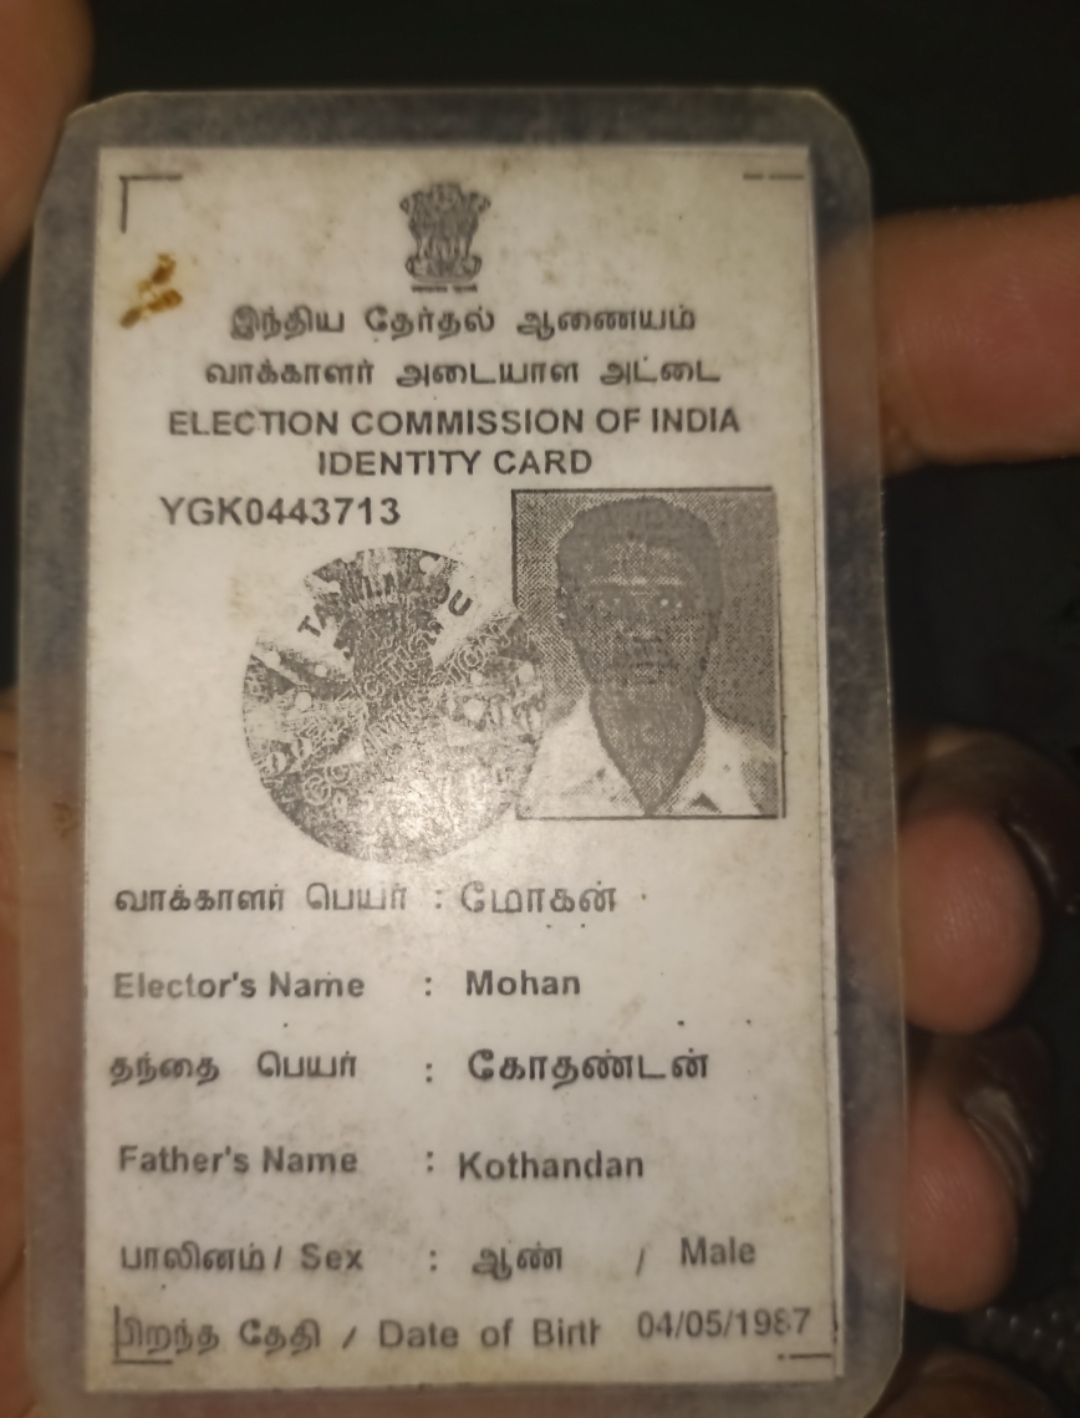 இந்திய தேர்தல் ஆணையம்
வாக்காளர் அடையாள அட்டை
ELECTION COMMISSION OF INDIA
IDENTITY CARD
YGK0443713
வாக்காளர் பெயர் : மோகன்
Elector's Name : Mohan
தந்தை பெயர் : கோதண்டன்
Father's Name : Kothandan
பாலினம் / Sex : ஆண் / Male
பிறந்த தேதி / Date of Birth 04/05/1987